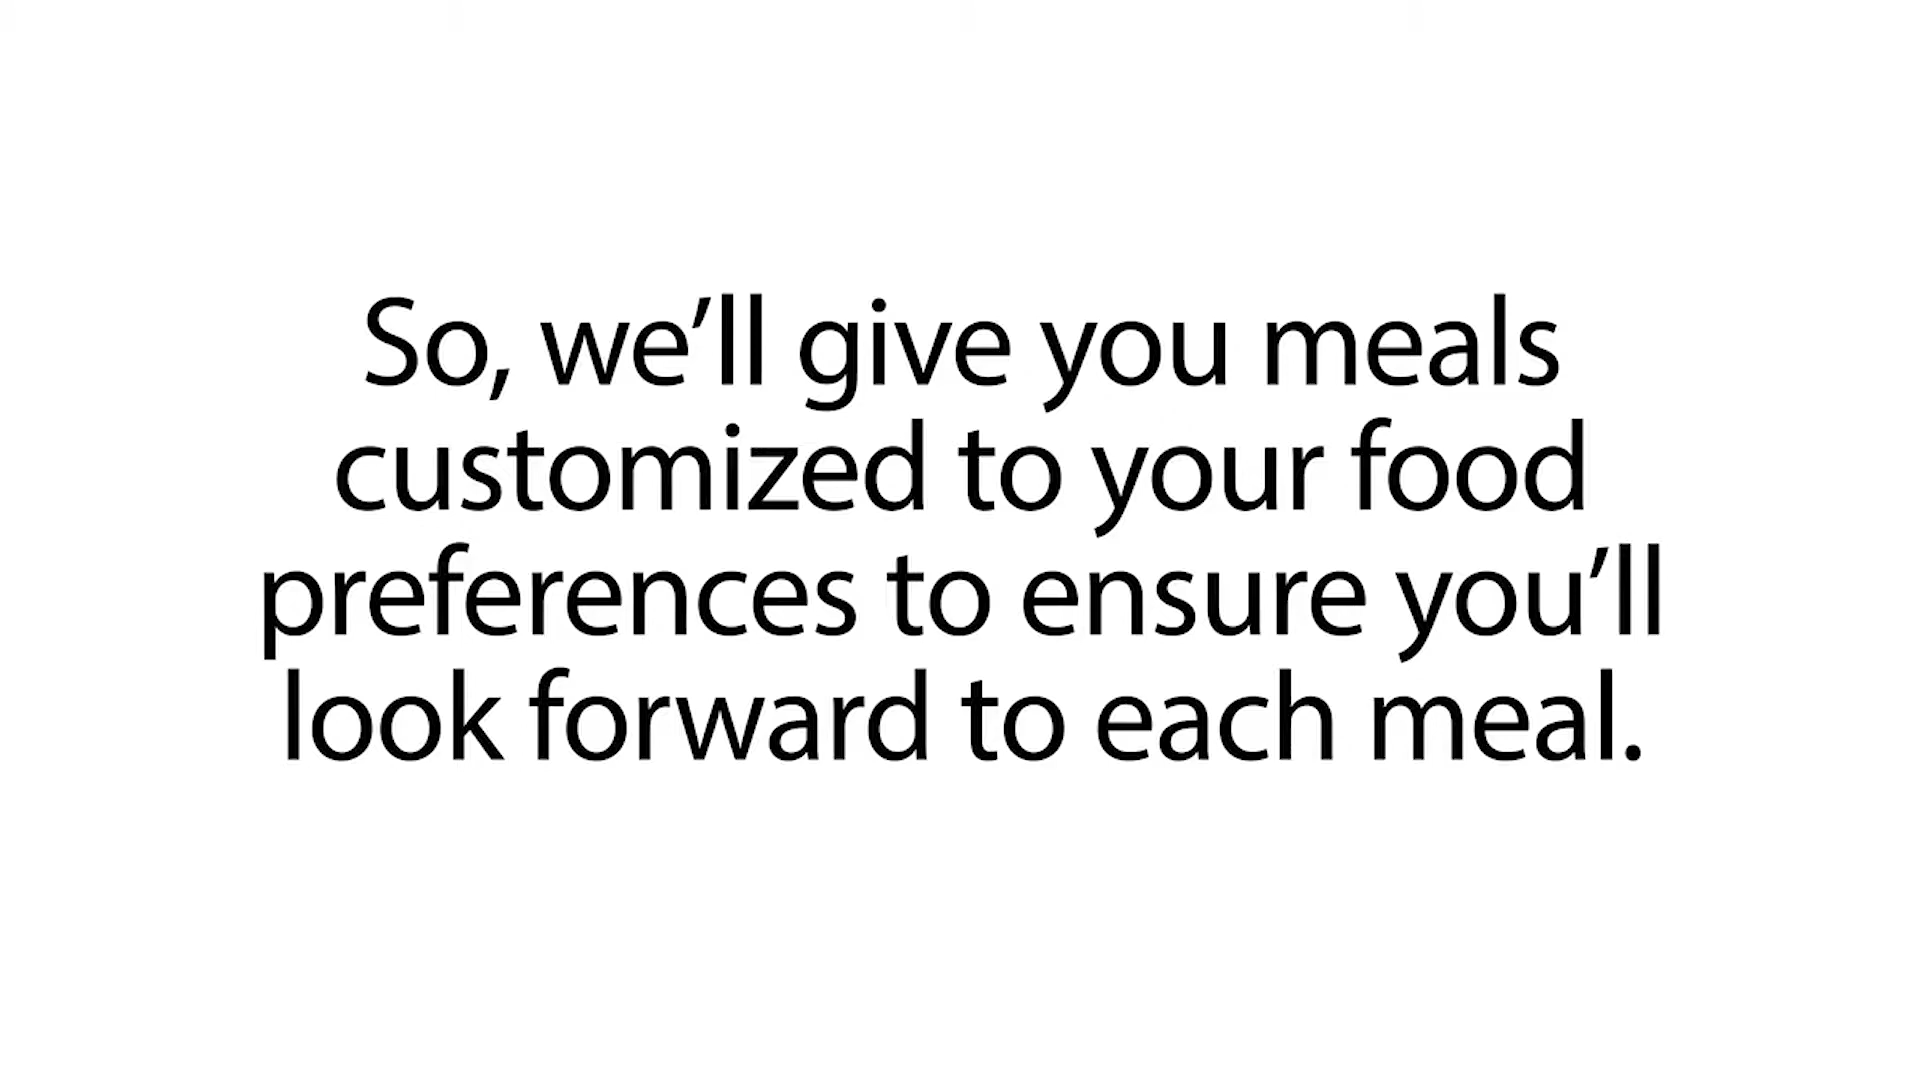 So, we’ll give you meals
customized to your food
preferences to ensure you’ll
look forward to each meal.